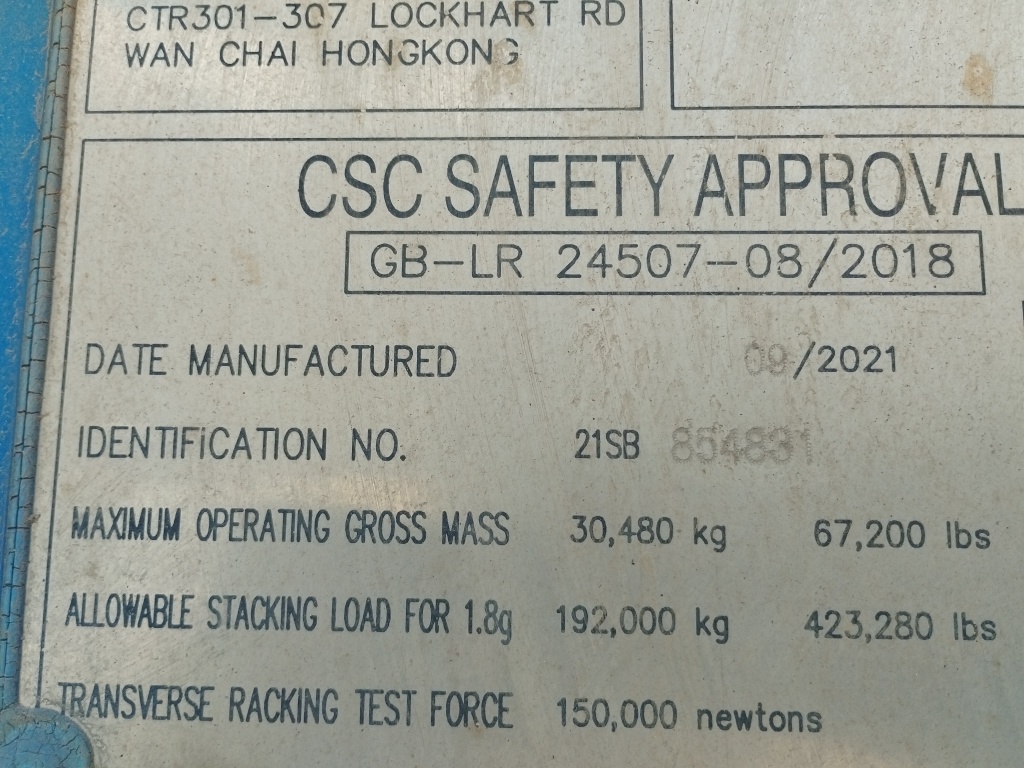 CTR301-307 LOCKHART RD
WAN CHAI HONGKONG
CSC SAFETY APPROVAL
GB-LR 24507-08/2018
DATE MANUFACTURED 09/2021
IDENTIFICATION NO. 21SB 854831
MAXIMUM OPERATING GROSS MASS 30,480 kg 67,200 lbs
ALLOWABLE STACKING LOAD FOR 1.8g 192,000 kg 423,280 lbs
TRANSVERSE RACKING TEST FORCE 150,000 newtons